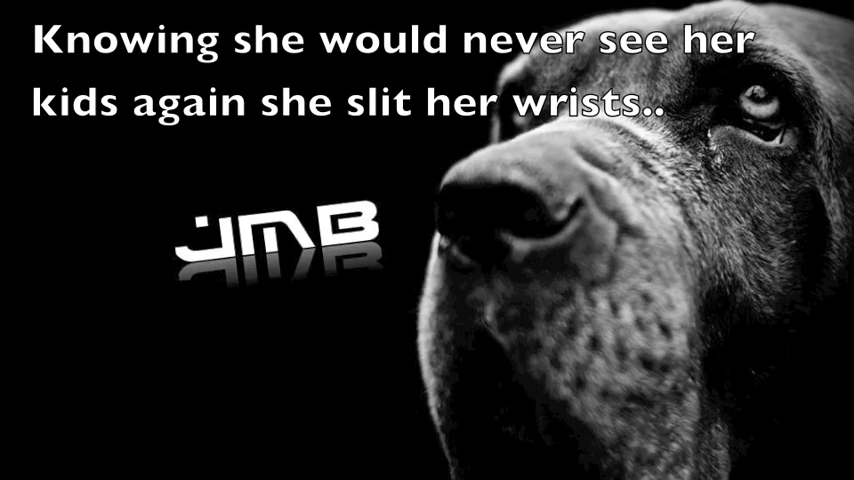 Knowing she would never see her
kids again she slit her wrists..
JMB